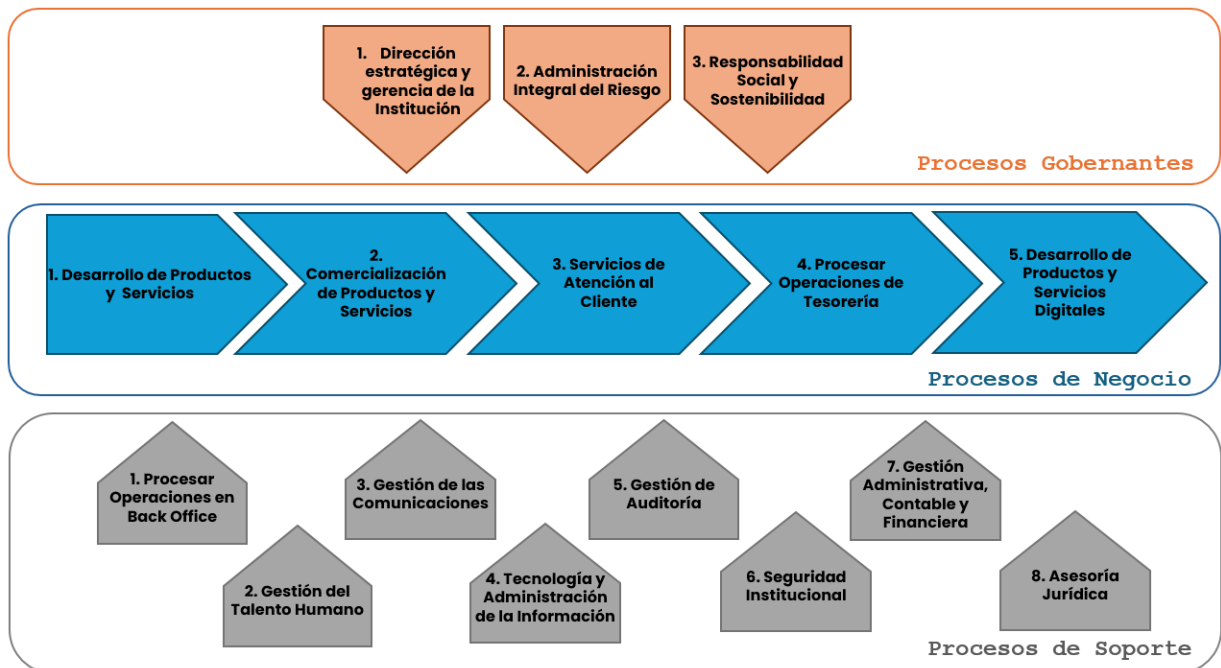 1. Dirección
estratégica y
gerencia de la
Institución
2. Administración
Integral del Riesgo
3. Responsabilidad
Social y
Sostenibilidad
Procesos Gobernantes
1. Desarrollo de Productos
y Servicios
2.
Comercialización
de Productos y
Servicios
3. Servicios de
Atención al
Cliente
4. Procesar
Operaciones de
Tesorería
5. Desarrollo de
Productos y
Servicios
Digitales
Procesos de Negocio
1. Procesar
Operaciones en
Back Office
2. Gestión del
Talento Humano
3. Gestión de las
Comunicaciones
4. Tecnología y
Administración
de la Información
5. Gestión de
Auditoría
6. Seguridad
Institucional
7. Gestión
Administrativa,
Contable y
Financiera
8. Asesoría
Jurídica
Procesos de Soporte